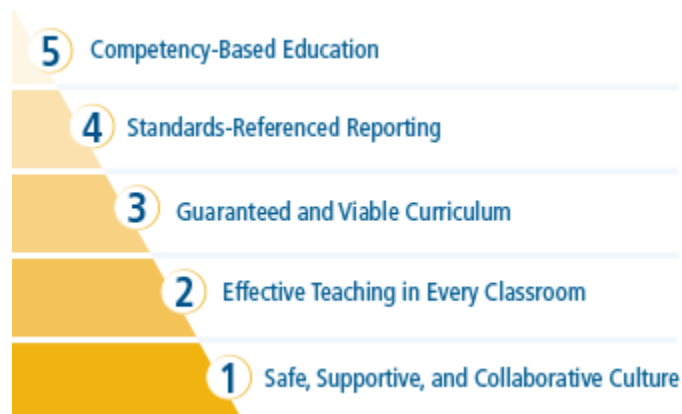 5 Competency-Based Education
4 Standards-Referenced Reporting
3 Guaranteed and Viable Curriculum
2 Effective Teaching in Every Classroom
1 Safe, Supportive, and Collaborative Culture